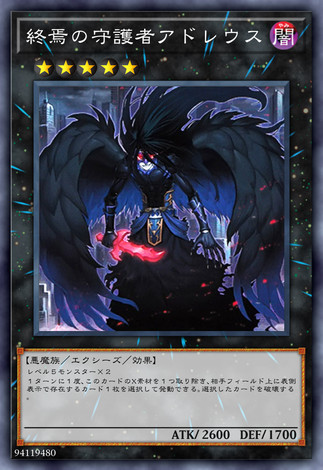 終焉の守護者アドレウス
闇
やみ
【悪魔族／エクシーズ／効果】
レベル５モンスター×２
１ターンに１度、このカードのX素材を１つ取り除き、相手フィールド上に表側
表示で存在するカード１枚を選択して発動できる。選択したカードを破壊す
る。
ATK/ 2600 DEF/1700
94119480